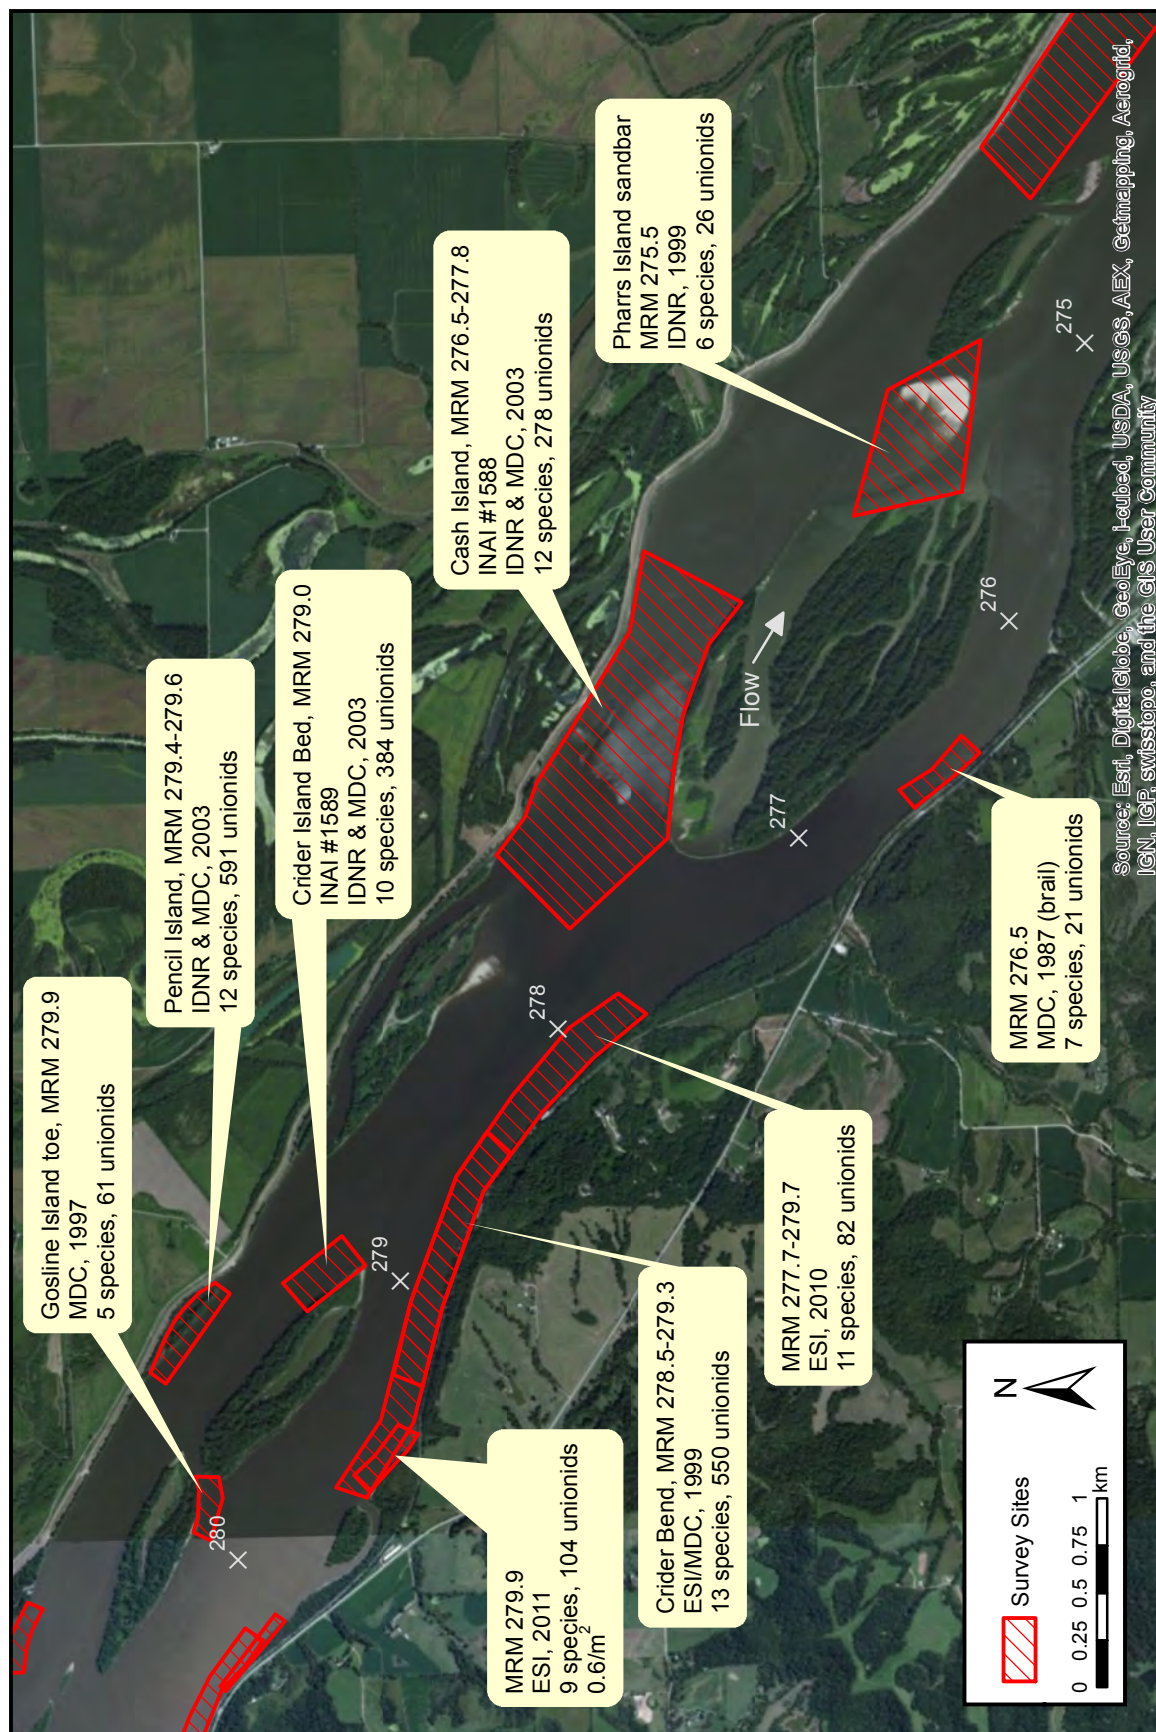 Gosline Island toe, MRM 279.9
MDC, 1997
5 species, 61 unionids
Pencil Island, MRM 279.4-279.6
IDNR & MDC, 2003
12 species, 591 unionids
Crider Island Bed, MRM 279.0
INAI #1589
IDNR & MDC, 2003
10 species, 384 unionids
Cash Island, MRM 276.5-277.8
INAI #1588
IDNR & MDC, 2003
12 species, 278 unionids
Pharrs Island sandbar
MRM 275.5
IDNR, 1999
6 species, 26 unionids
280
279
278
277
276
275
Flow
MRM 279.9
ESI, 2011
9 species, 104 unionids
0.6/m²
Crider Bend, MRM 278.5-279.3
ESI/MDC, 1999
13 species, 550 unionids
MRM 277.7-279.7
ESI, 2010
11 species, 82 unionids
MRM 276.5
MDC, 1987 (brail)
7 species, 21 unionids
Survey Sites
N
0 0.25 0.5 0.75 1
km
Source: Esri, DigitalGlobe, GeoEye, i-cubed, USDA, USGS, AEX, Getmapping, Aerogrid,
IGN, IGP, swisstopo, and the GIS User Community